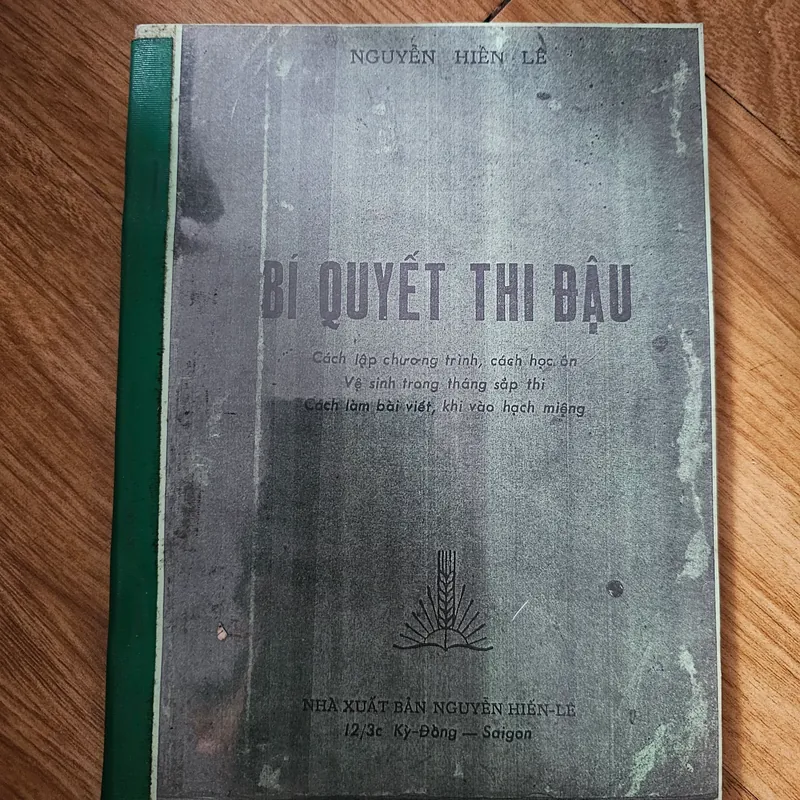 NGUYỄN HIẾN LÊ
BÍ QUYẾT THI ĐẬU
Cách lập chương trình, cách học ôn
Vệ sinh trong tháng sắp thi
Cách làm bài viết, khi vào hạch miệng
NHÀ XUẤT BẢN NGUYỄN HIẾN-LÊ
12/3c Kỳ-Đồng — Saigon